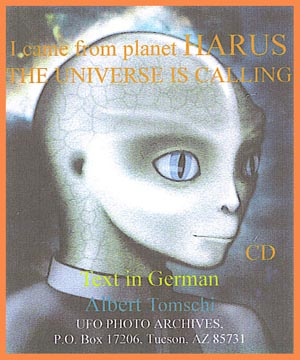 I came from planet HARUS
THE UNIVERSE IS CALLING
CD
Text in German
Albert Tomschi
UFO PHOTO ARCHIVES,
P.O. Box 17206, Tucson, AZ 85731